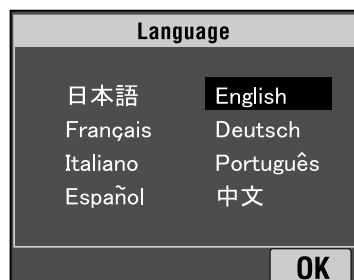 Language
日本語 English
Français Deutsch
Italiano Português
Español 中文
OK